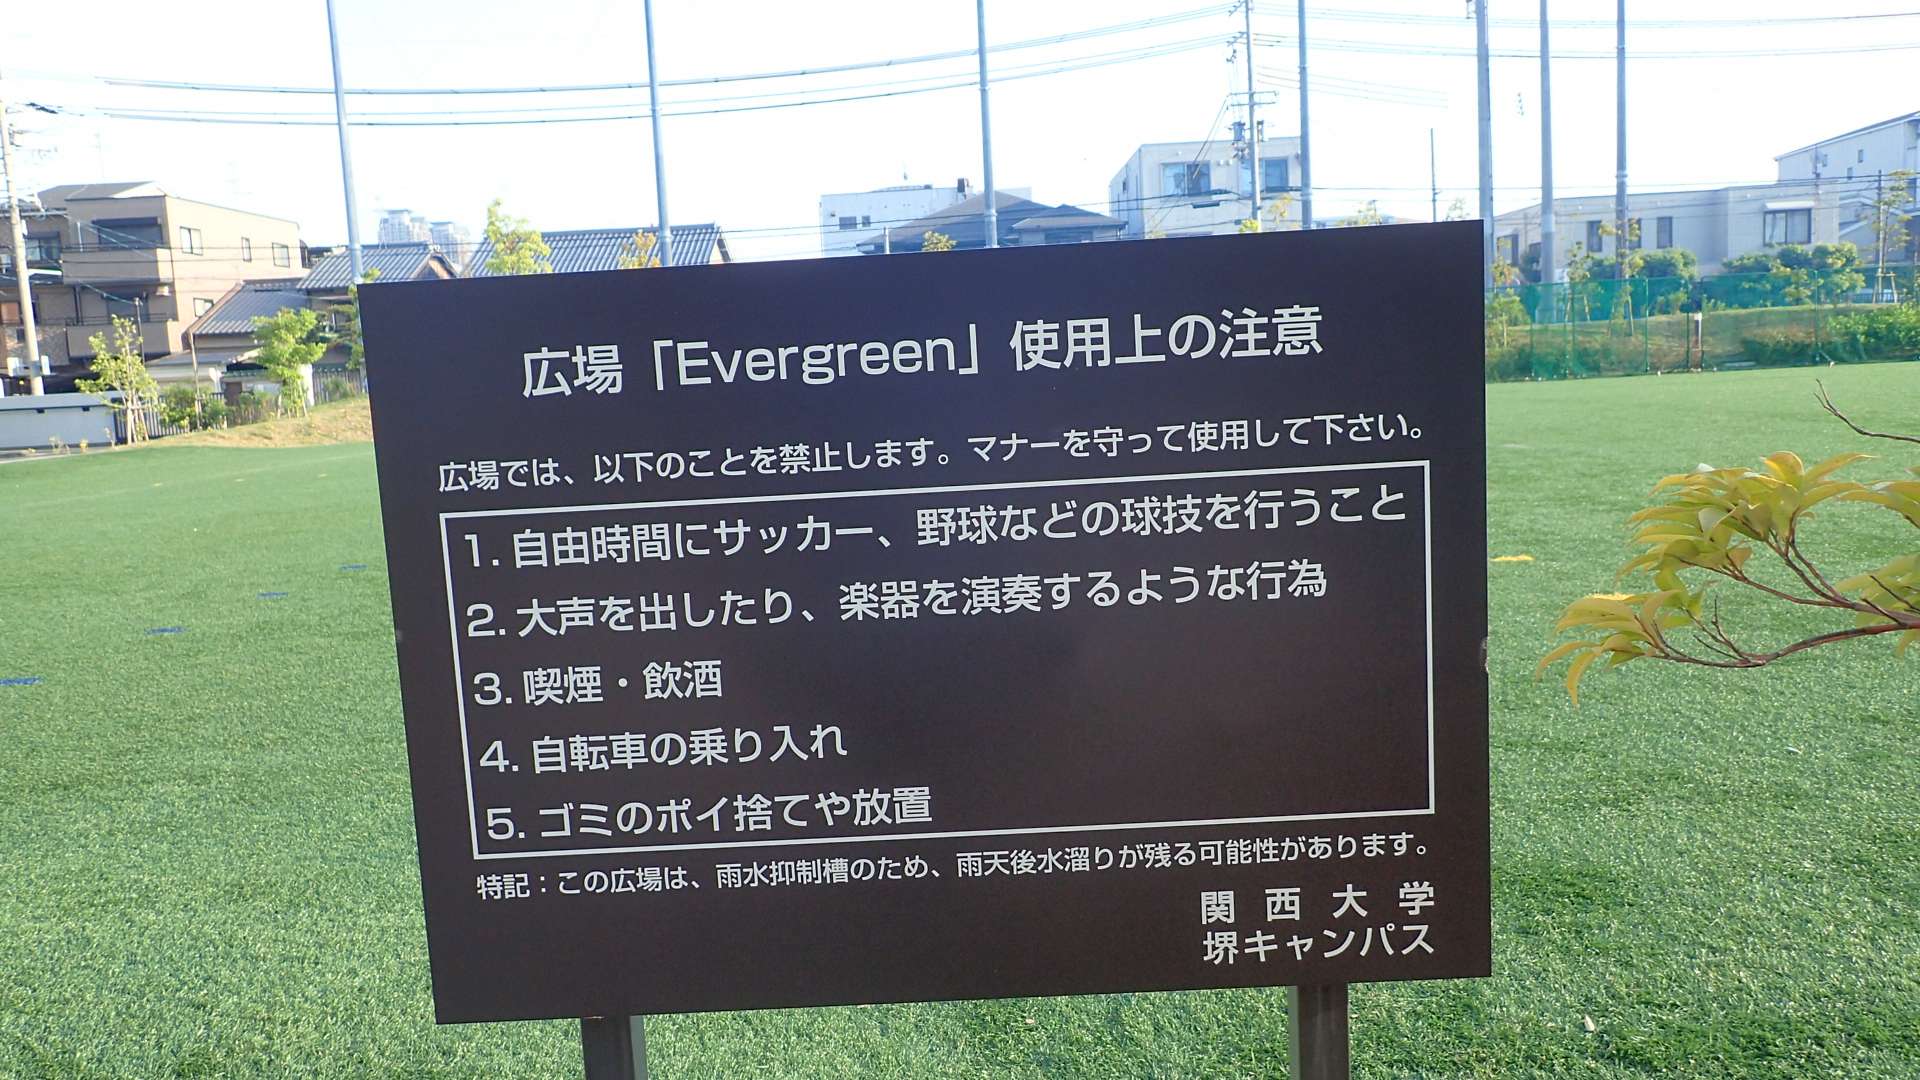 広場「Evergreen」使用上の注意
広場では、以下のことを禁止します。マナーを守って使用して下さい。
1. 自由時間にサッカー、野球などの球技を行うこと
2. 大声を出したり、楽器を演奏するような行為
3. 喫煙・飲酒
4. 自転車の乗り入れ
5. ゴミのポイ捨てや放置
特記：この広場は、雨水抑制槽のため、雨天後水溜りが残る可能性があります。
関西大学
堺キャンパス